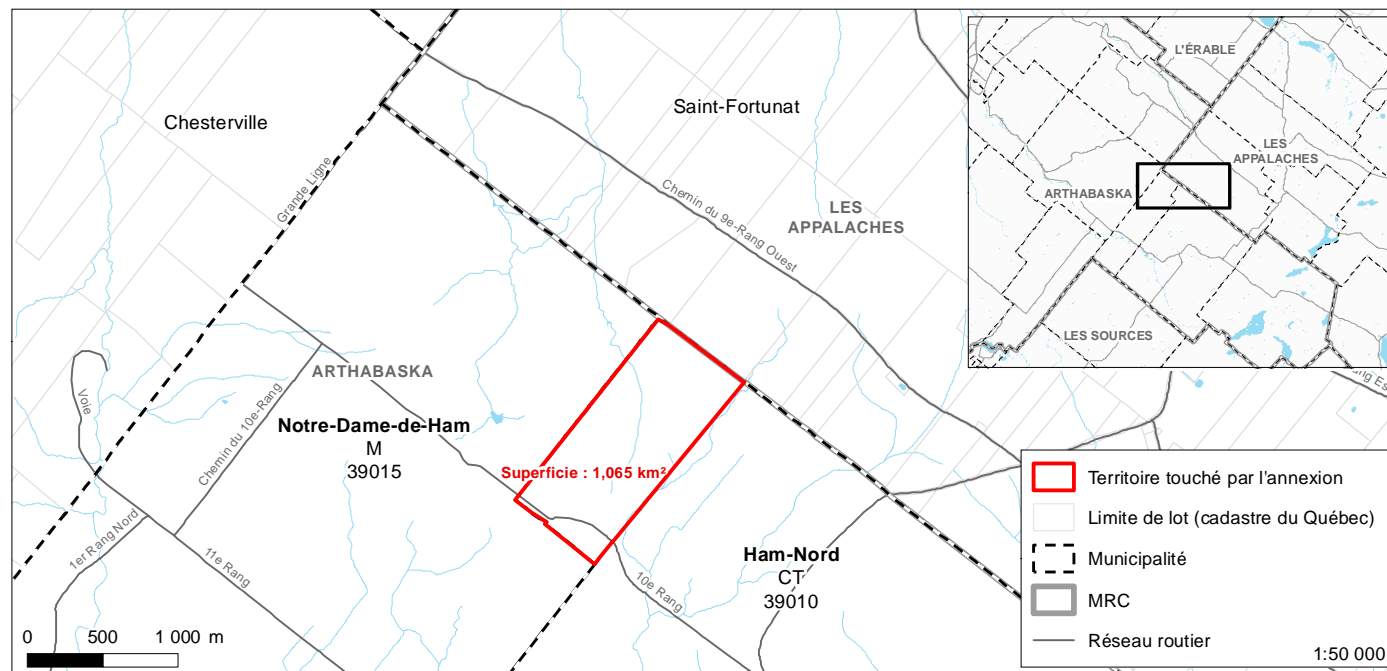 Chesterville
Saint-Fortunat
Grande Ligne
Chemin du 9e-Rang Ouest
LES
APPALACHES
L'ÉRABLE
LES
APPALACHES
ARTHABASKA
LES SOURCES
ARTHABASKA
Voie
Chemin du 10e-Rang
Notre-Dame-de-Ham
M
39015
Superficie : 1,065 km²
1er Rang Nord
11e Rang
10e Rang
Ham-Nord
CT
39010
0 500 1 000 m
Territoire touché par l'annexion
Limite de lot (cadastre du Québec)
Municipalité
MRC
Réseau routier
1:50 000